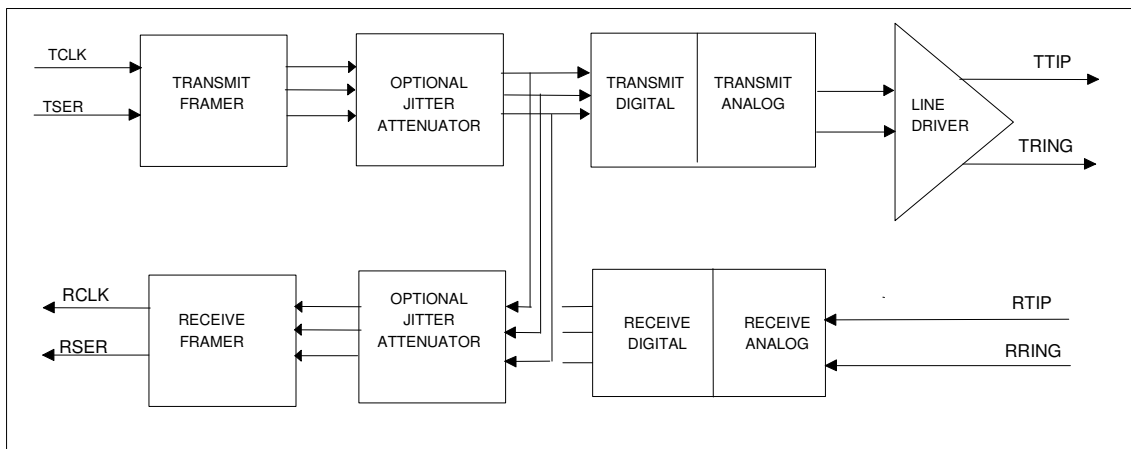 TCLK
TSER
TRANSMIT
FRAMER
OPTIONAL
JITTER
ATTENUATOR
TRANSMIT
DIGITAL
TRANSMIT
ANALOG
LINE
DRIVER
TTIP
TRING
RCLK
RSER
RECEIVE
FRAMER
OPTIONAL
JITTER
ATTENUATOR
RECEIVE
DIGITAL
RECEIVE
ANALOG
RTIP
RRING